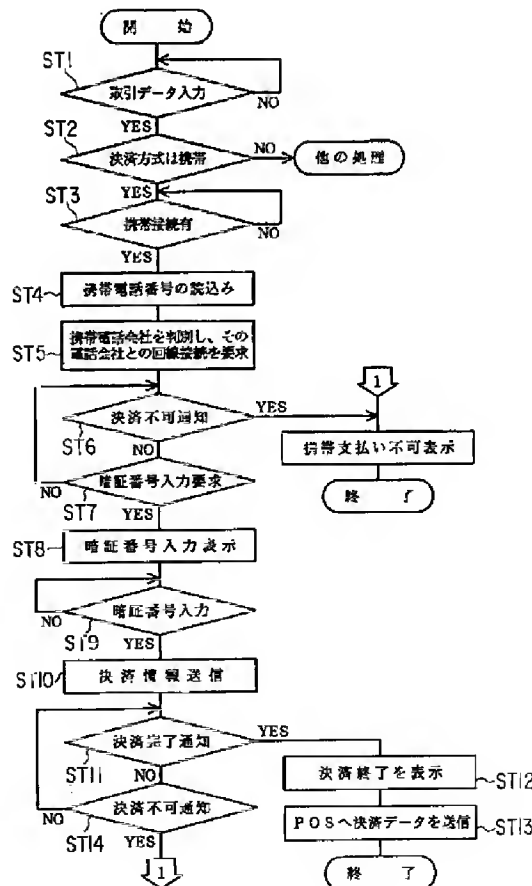 開 始
ST1
取引データ入力
NO
YES
ST2
決済方式は携帯
NO
他の処理
YES
ST3
携帯接続有
NO
YES
ST4
携帯電話番号の読込み
ST5
携帯電話会社を判別し、その
電話会社との回線接続を要求
1
決済不可通知
YES
ST6
NO
携帯支払い不可表示
暗証番号入力要求
NO
ST7
YES
終 了
ST8
暗証番号入力表示
暗証番号入力
NO
ST9
YES
ST10
決済情報送信
決済完了通知
YES
ST11
NO
決済終了を表示
ST12
決済不可通知
NO
ST14
YES
POSへ決済データを送信
ST13
1
終 了